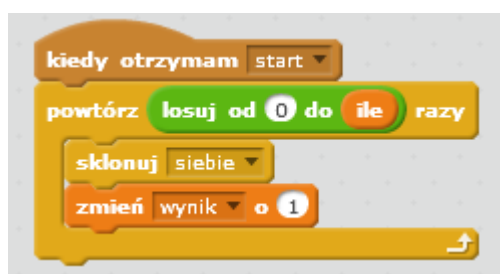 kiedy otrzymam start
powtórz losuj od 0 do ile razy
sklonuj siebie
zmień wynik o 1